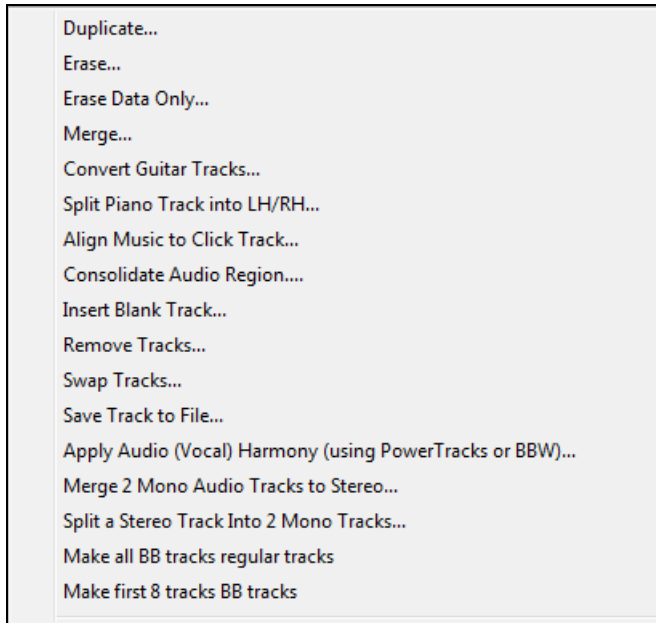 Duplicate...
Erase...
Erase Data Only...
Merge...
Convert Guitar Tracks...
Split Piano Track into LH/RH...
Align Music to Click Track...
Consolidate Audio Region....
Insert Blank Track...
Remove Tracks...
Swap Tracks...
Save Track to File...
Apply Audio (Vocal) Harmony (using PowerTracks or BBW)...
Merge 2 Mono Audio Tracks to Stereo...
Split a Stereo Track Into 2 Mono Tracks...
Make all BB tracks regular tracks
Make first 8 tracks BB tracks